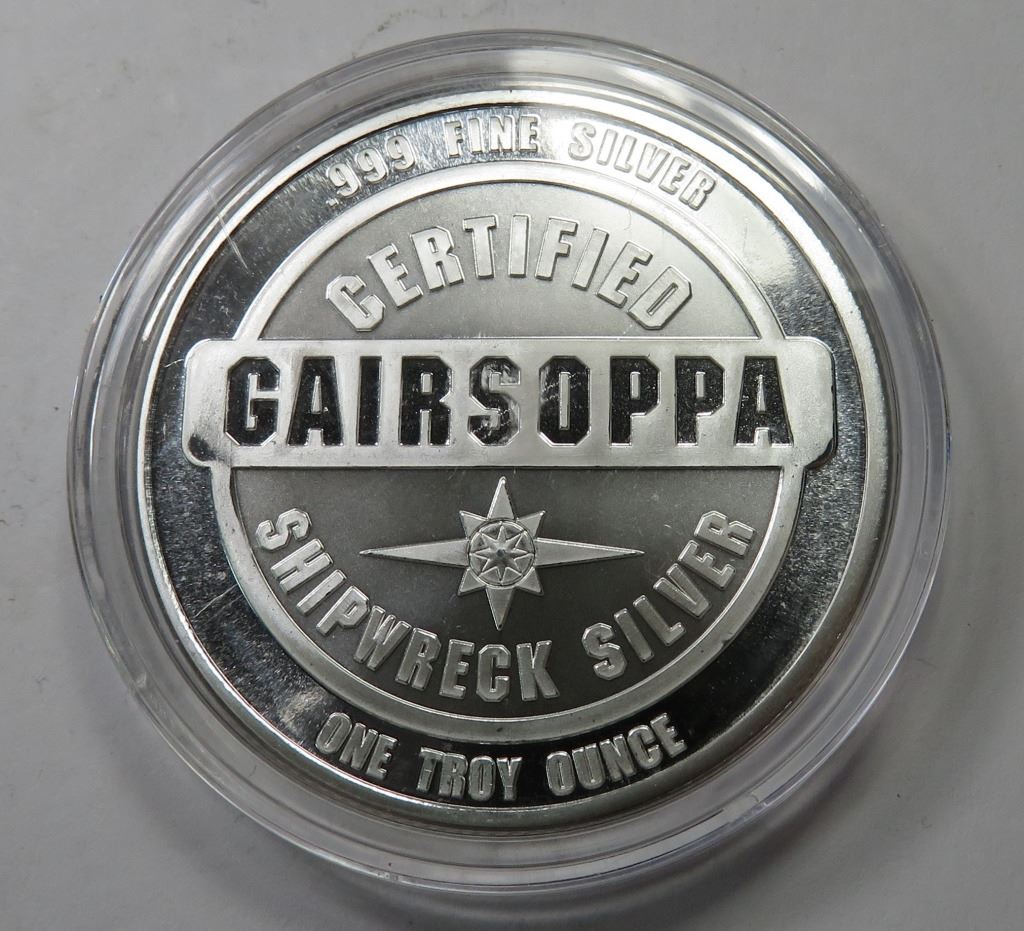 .999 FINE SILVER
CERTIFIED
GAIRSOPPA
SHIPWRECK SILVER
ONE TROY OUNCE